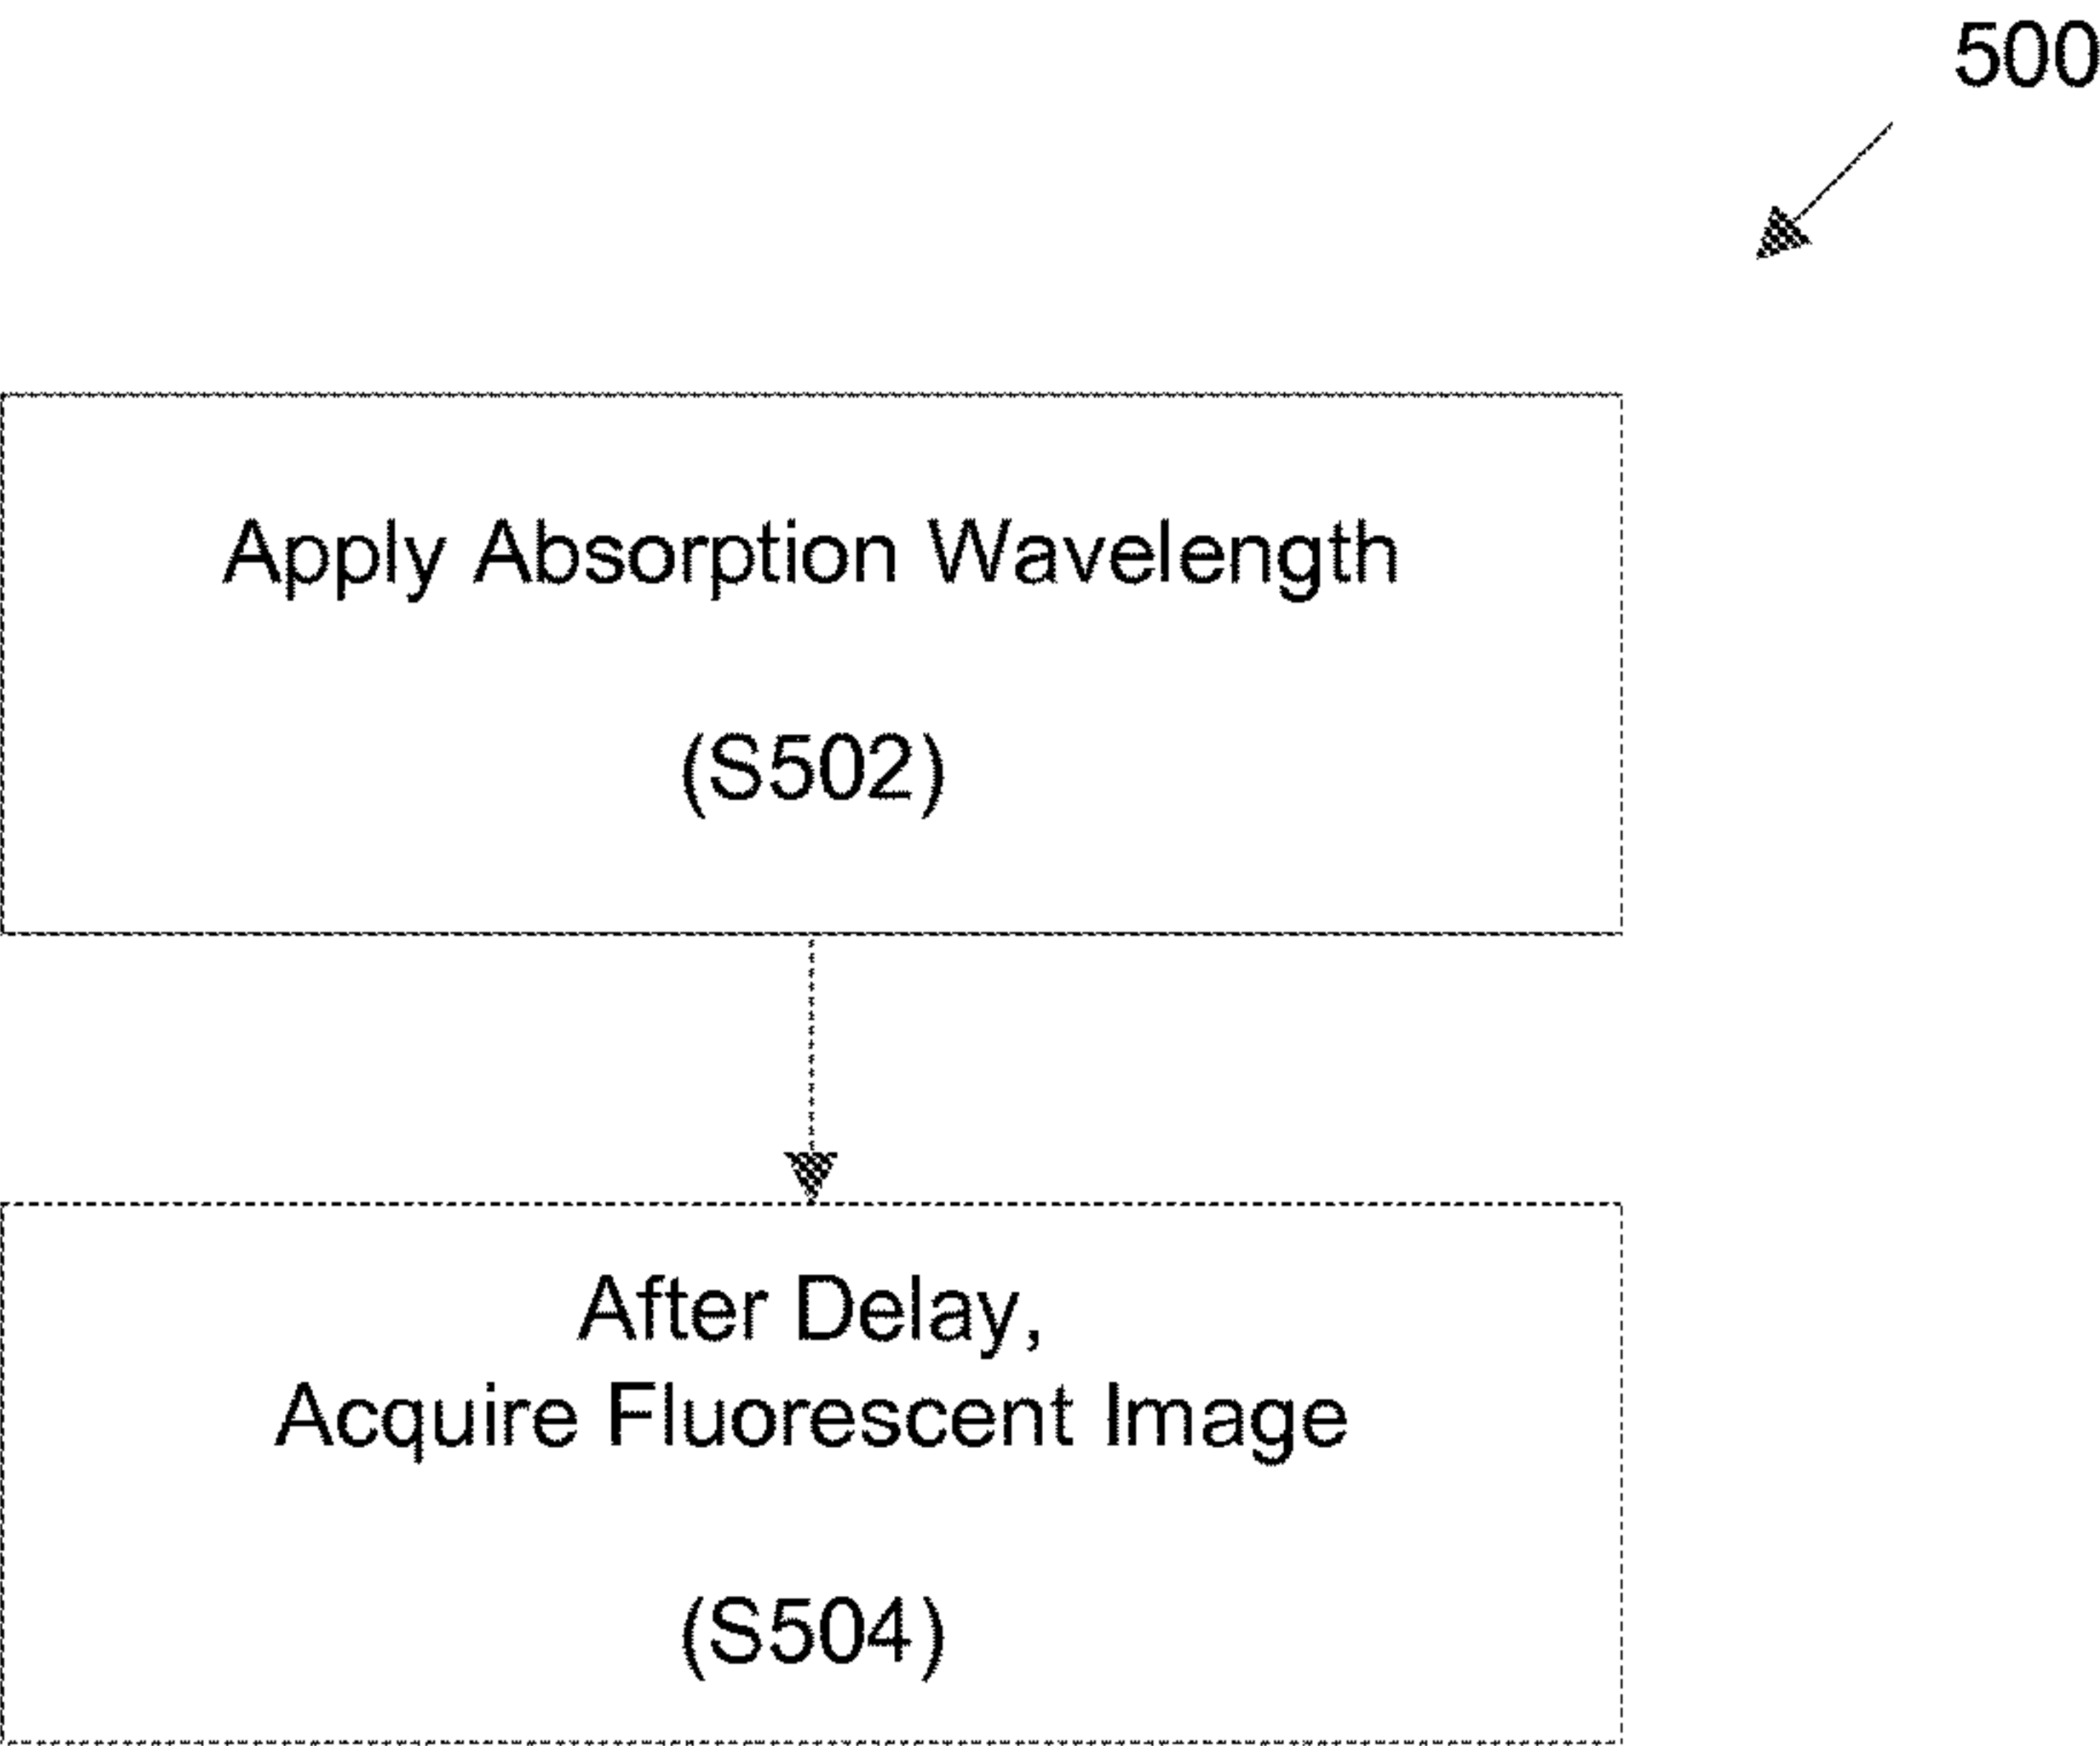 500
Apply Absorption Wavelength
(S502)
After Delay,
Acquire Fluorescent Image
(S504)